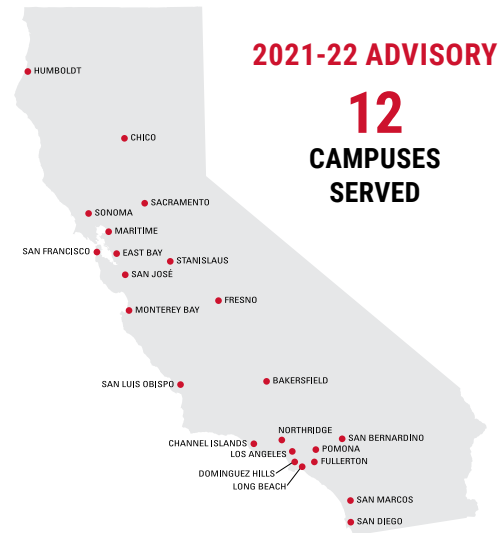 2021-22 ADVISORY
12
CAMPUSES
SERVED
HUMBOLDT
CHICO
SACRAMENTO
SONOMA
MARITIME
SAN FRANCISCO
EAST BAY
STANISLAUS
SAN JOSÉ
FRESNO
MONTEREY BAY
BAKERSFIELD
SAN LUIS OBISPO
NORTHRIDGE
SAN BERNARDINO
CHANNEL ISLANDS
POMONA
LOS ANGELES
FULLERTON
DOMINGUEZ HILLS
LONG BEACH
SAN MARCOS
SAN DIEGO